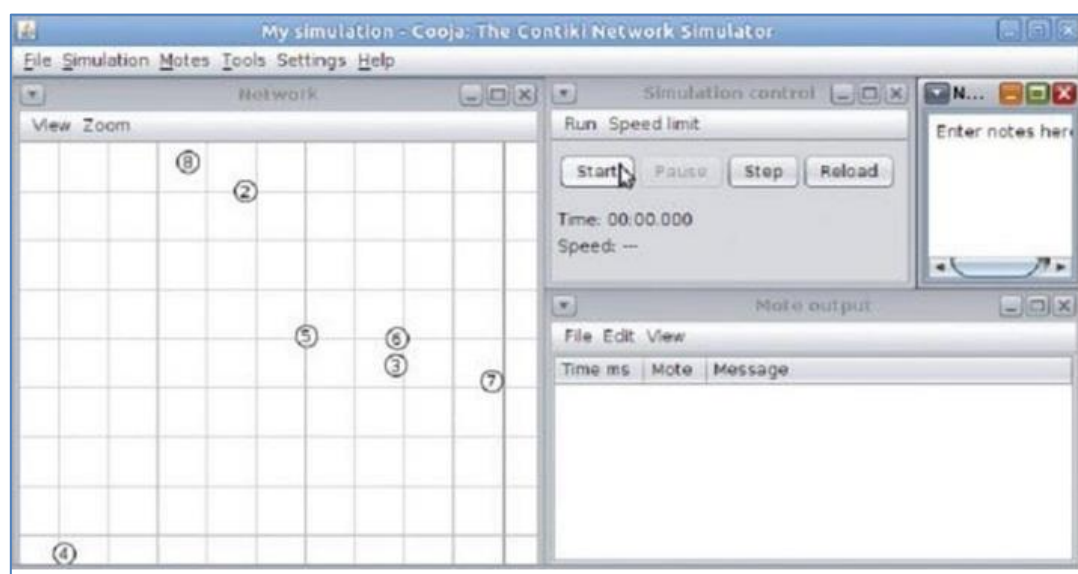 My simulation - Cooja: The Contiki Network Simulator
File Simulation Motes Tools Settings Help
Network
View Zoom
8
2
5
6
3
7
4
Simulation control
Run Speed limit
Start Pause Step Reload
Time: 00:00.000
Speed: ---
N...
Enter notes here
Mote output
File Edit View
Time ms Mote Message